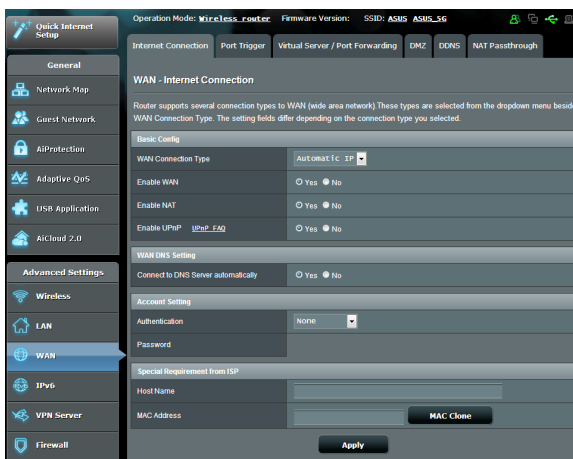 Quick Internet
Setup
Operation Mode: Wireless router Firmware Version: SSID: ASUS ASUS_5G
Internet Connection Port Trigger Virtual Server / Port Forwarding DMZ DDNS NAT Passthrough
General
Network Map
Guest Network
AiProtection
Adaptive QoS
USB Application
AiCloud 2.0
Advanced Settings
Wireless
LAN
WAN
IPv6
VPN Server
Firewall
WAN - Internet Connection
Router supports several connection types to WAN (wide area network).These types are selected from the dropdown menu besid
WAN Connection Type. The setting fields differ depending on the connection type you selected.
Basic Config
WAN Connection Type Automatic IP
Enable WAN Yes No
Enable NAT Yes No
Enable UPnP UPnP FAQ Yes No
WAN DNS Setting
Connect to DNS Server automatically Yes No
Account Setting
Authentication None
Password
Special Requirement from ISP
Host Name
MAC Address MAC Clone
Apply